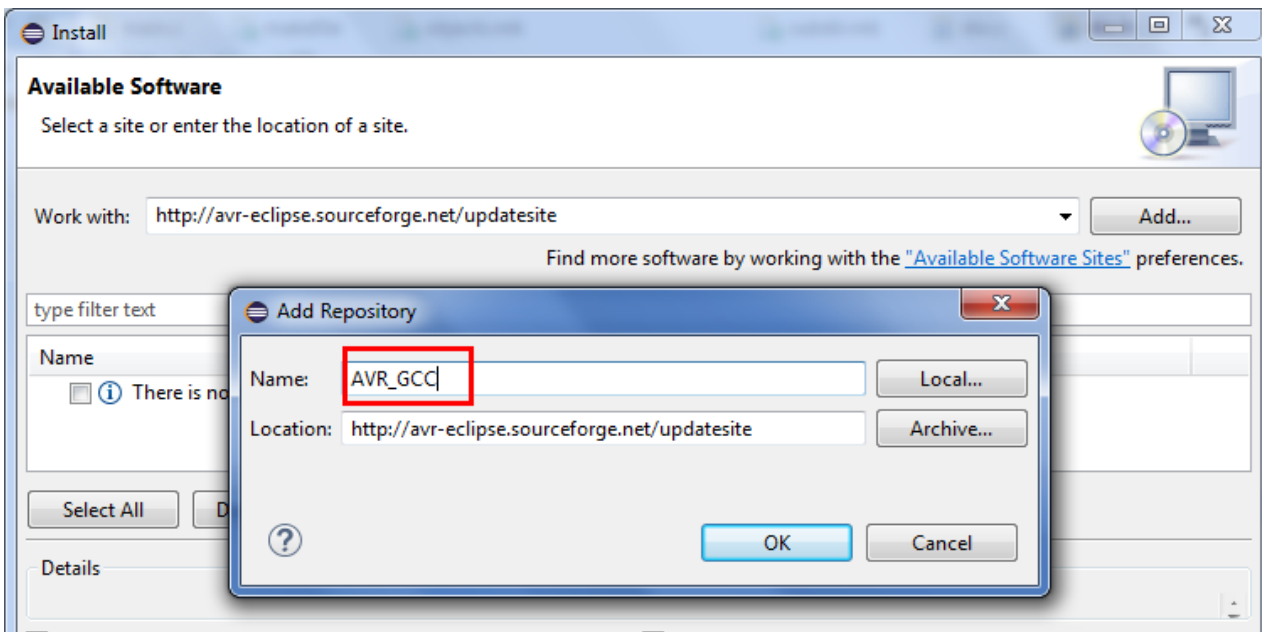 Install
Available Software
Select a site or enter the location of a site.
Work with: http://avr-eclipse.sourceforge.net/updatesite Add...
Find more software by working with the "Available Software Sites" preferences.
type filter text
Add Repository
Name
There is no
Name: AVR_GCC Local...
Location: http://avr-eclipse.sourceforge.net/updatesite Archive...
Select All D
OK Cancel
Details